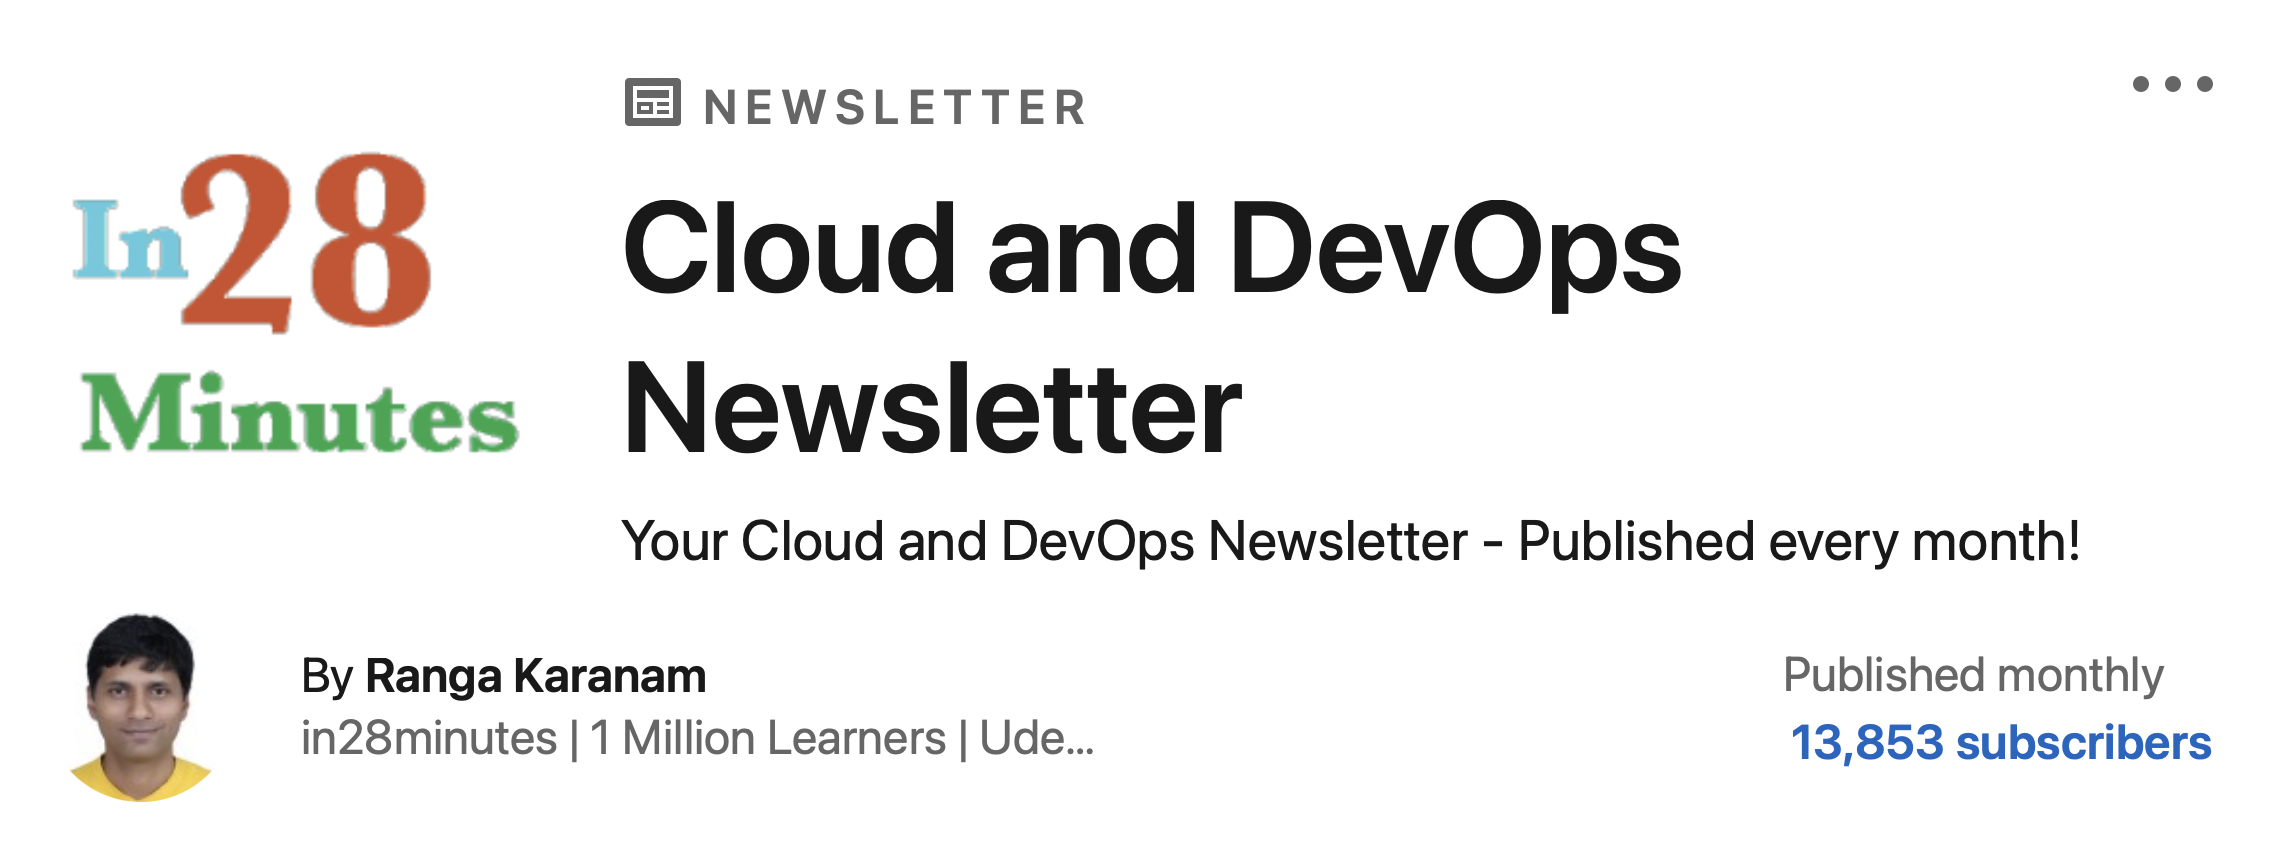 NEWSLETTER
In28
Minutes
Cloud and DevOps
Newsletter
Your Cloud and DevOps Newsletter - Published every month!
By Ranga Karanam
in28minutes | 1 Million Learners | Ude...
Published monthly
13,853 subscribers